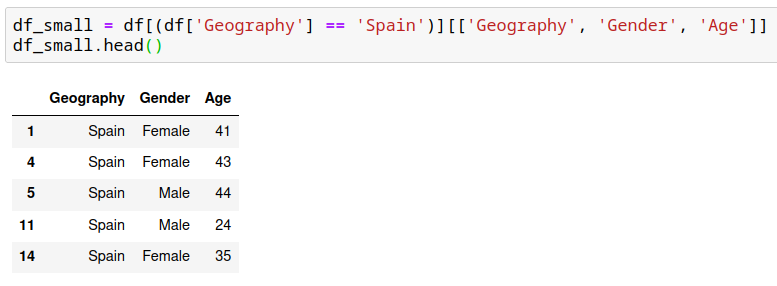 df_small = df[(df['Geography'] == 'Spain')][['Geography', 'Gender', 'Age']]
df_small.head()
Geography Gender Age
1 Spain Female 41
4 Spain Female 43
5 Spain Male 44
11 Spain Male 24
14 Spain Female 35